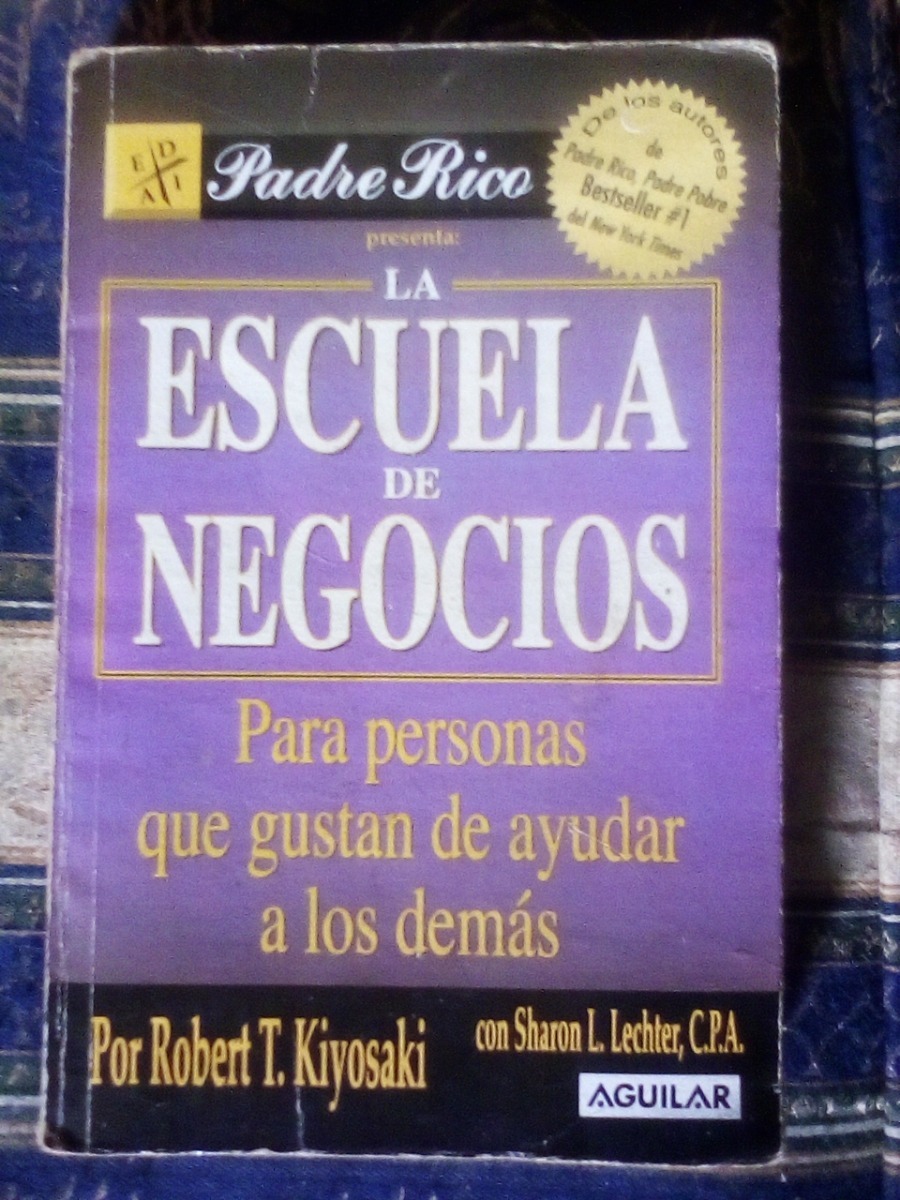 E D
A I
Padre Rico
presenta:
De los autores
de
Padre Rico, Padre Pobre
Bestseller #1
del New York Times
LA
ESCUELA
DE
NEGOCIOS
Para personas
que gustan de ayudar
a los demás
Por Robert T. Kiyosaki
con Sharon L. Lechter, C.P.A.
AGUILAR